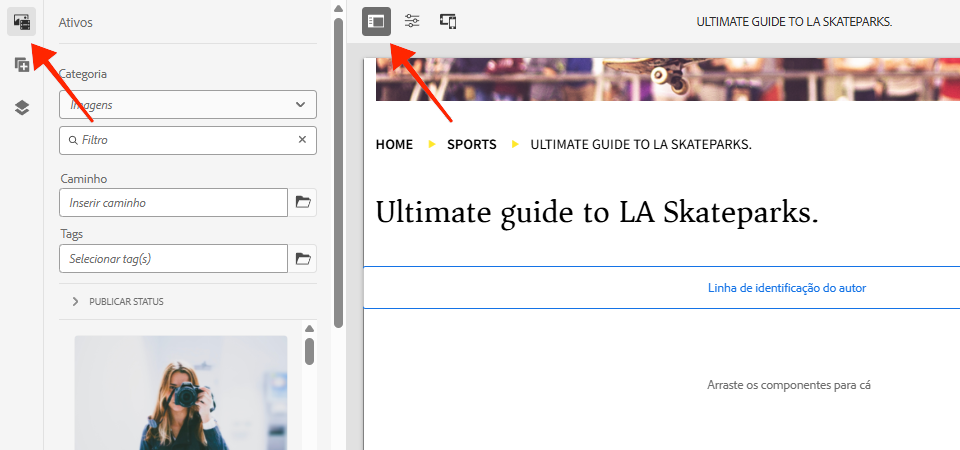 Ativos
Categoria
Imagens
Filtro
Caminho
Inserir caminho
Tags
Selecionar tag(s)
PUBLICAR STATUS
ULTIMATE GUIDE TO LA SKATEPARKS.
HOME SPORTS ULTIMATE GUIDE TO LA SKATEPARKS.
Ultimate guide to LA Skateparks.
Linha de identificação do autor
Arraste os componentes para cá